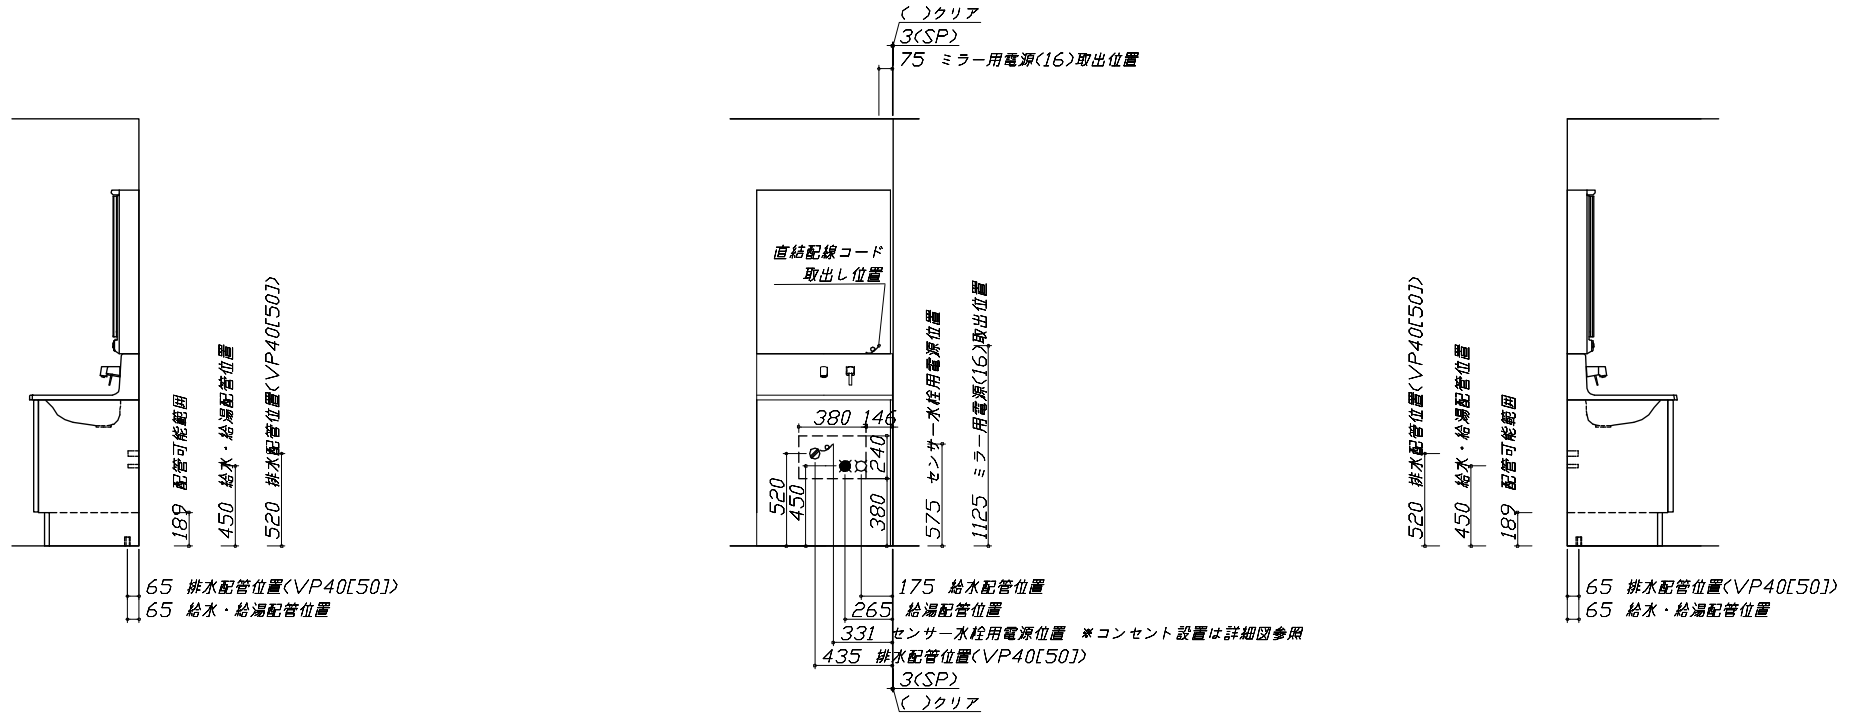 ( )クリア
3(SP)
75 ミラー用電源(16)取出位置
直結配線コード
取出し位置
380 146
240
520
450
380
575 センサー水栓用電源位置
1125 ミラー用電源(16)取出位置
189 配管可能範囲
450 給水・給湯配管位置
520 排水配管位置(VP40[50])
65 排水配管位置(VP40[50])
65 給水・給湯配管位置
175 給水配管位置
265 給湯配管位置
331 センサー水栓用電源位置 ※コンセント設置は詳細図参照
435 排水配管位置(VP40[50])
3(SP)
( )クリア
520 排水配管位置(VP40[50])
450 給水・給湯配管位置
189 配管可能範囲
65 排水配管位置(VP40[50])
65 給水・給湯配管位置